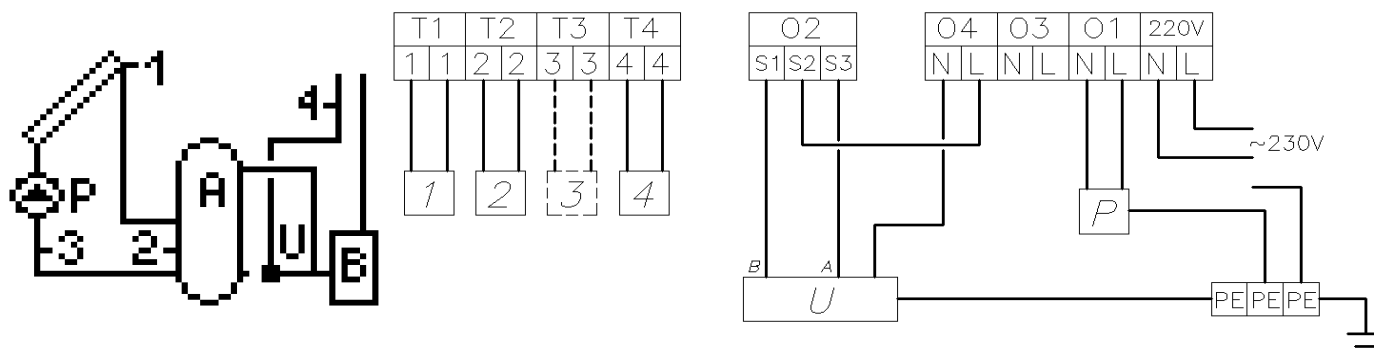 1
4
A
P
3
2
U
B
T1 T2 T3 T4
1 1 2 2 3 3 4 4
1 2 3 4
O2
S1 S2 S3
O4 O3 O1 220V
N L N L N L N L
~230V
P
B A
U
PE PE PE